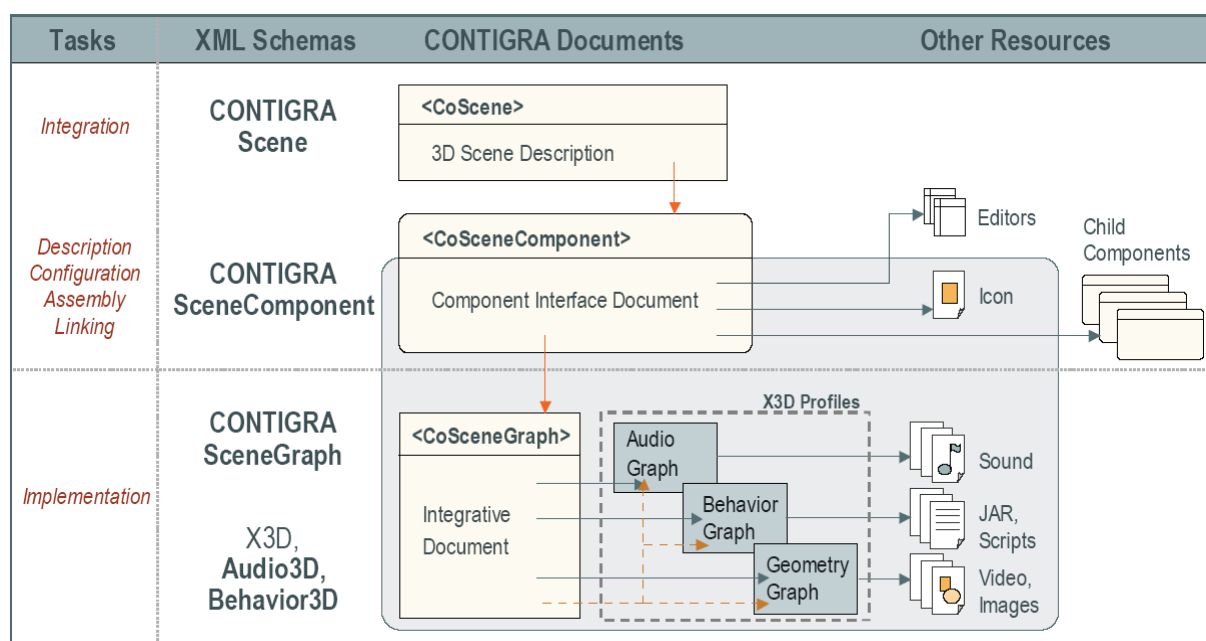 Tasks
XML Schemas
CONTIGRA Documents
Other Resources
Integration
CONTIGRA
Scene
<CoScene>
3D Scene Description
Description
Configuration
Assembly
Linking
CONTIGRA
SceneComponent
<CoSceneComponent>
Component Interface Document
Editors
Icon
Child
Components
Implementation
CONTIGRA
SceneGraph
X3D,
Audio3D,
Behavior3D
<CoSceneGraph>
Integrative
Document
X3D Profiles
Audio
Graph
Behavior
Graph
Geometry
Graph
Sound
JAR,
Scripts
Video,
Images